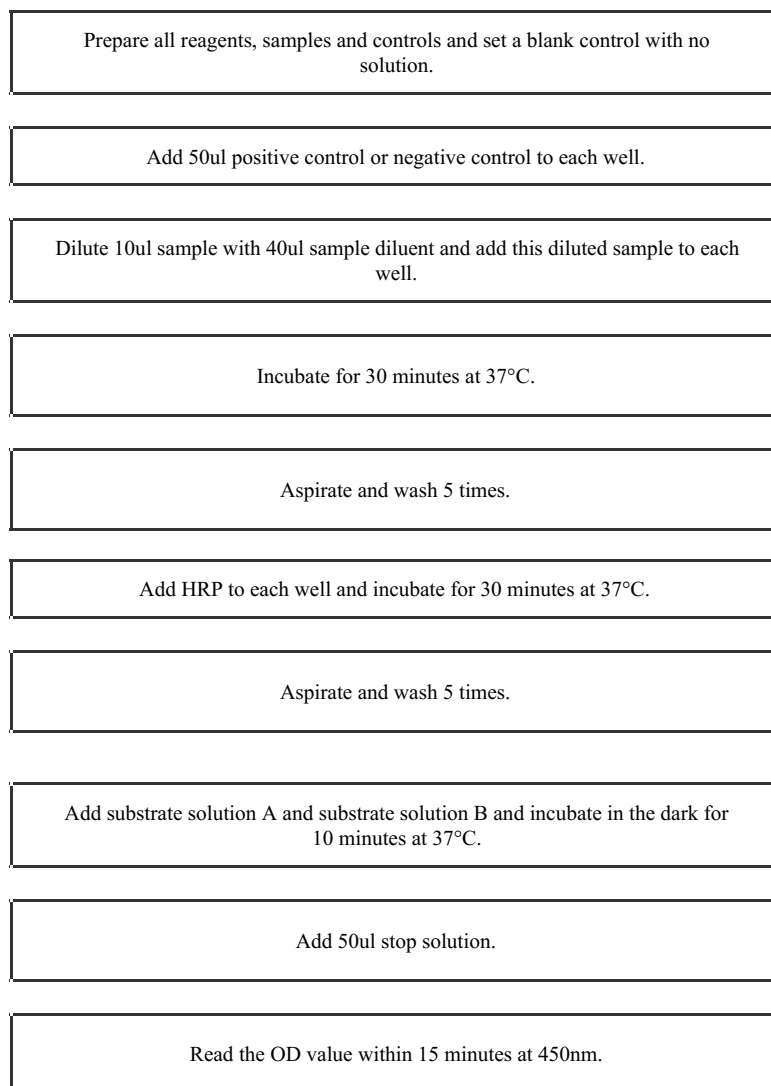 Prepare all reagents, samples and controls and set a blank control with no
solution.
Add 50ul positive control or negative control to each well.
Dilute 10ul sample with 40ul sample diluent and add this diluted sample to each
well.
Incubate for 30 minutes at 37°C.
Aspirate and wash 5 times.
Add HRP to each well and incubate for 30 minutes at 37°C.
Aspirate and wash 5 times.
Add substrate solution A and substrate solution B and incubate in the dark for
10 minutes at 37°C.
Add 50ul stop solution.
Read the OD value within 15 minutes at 450nm.